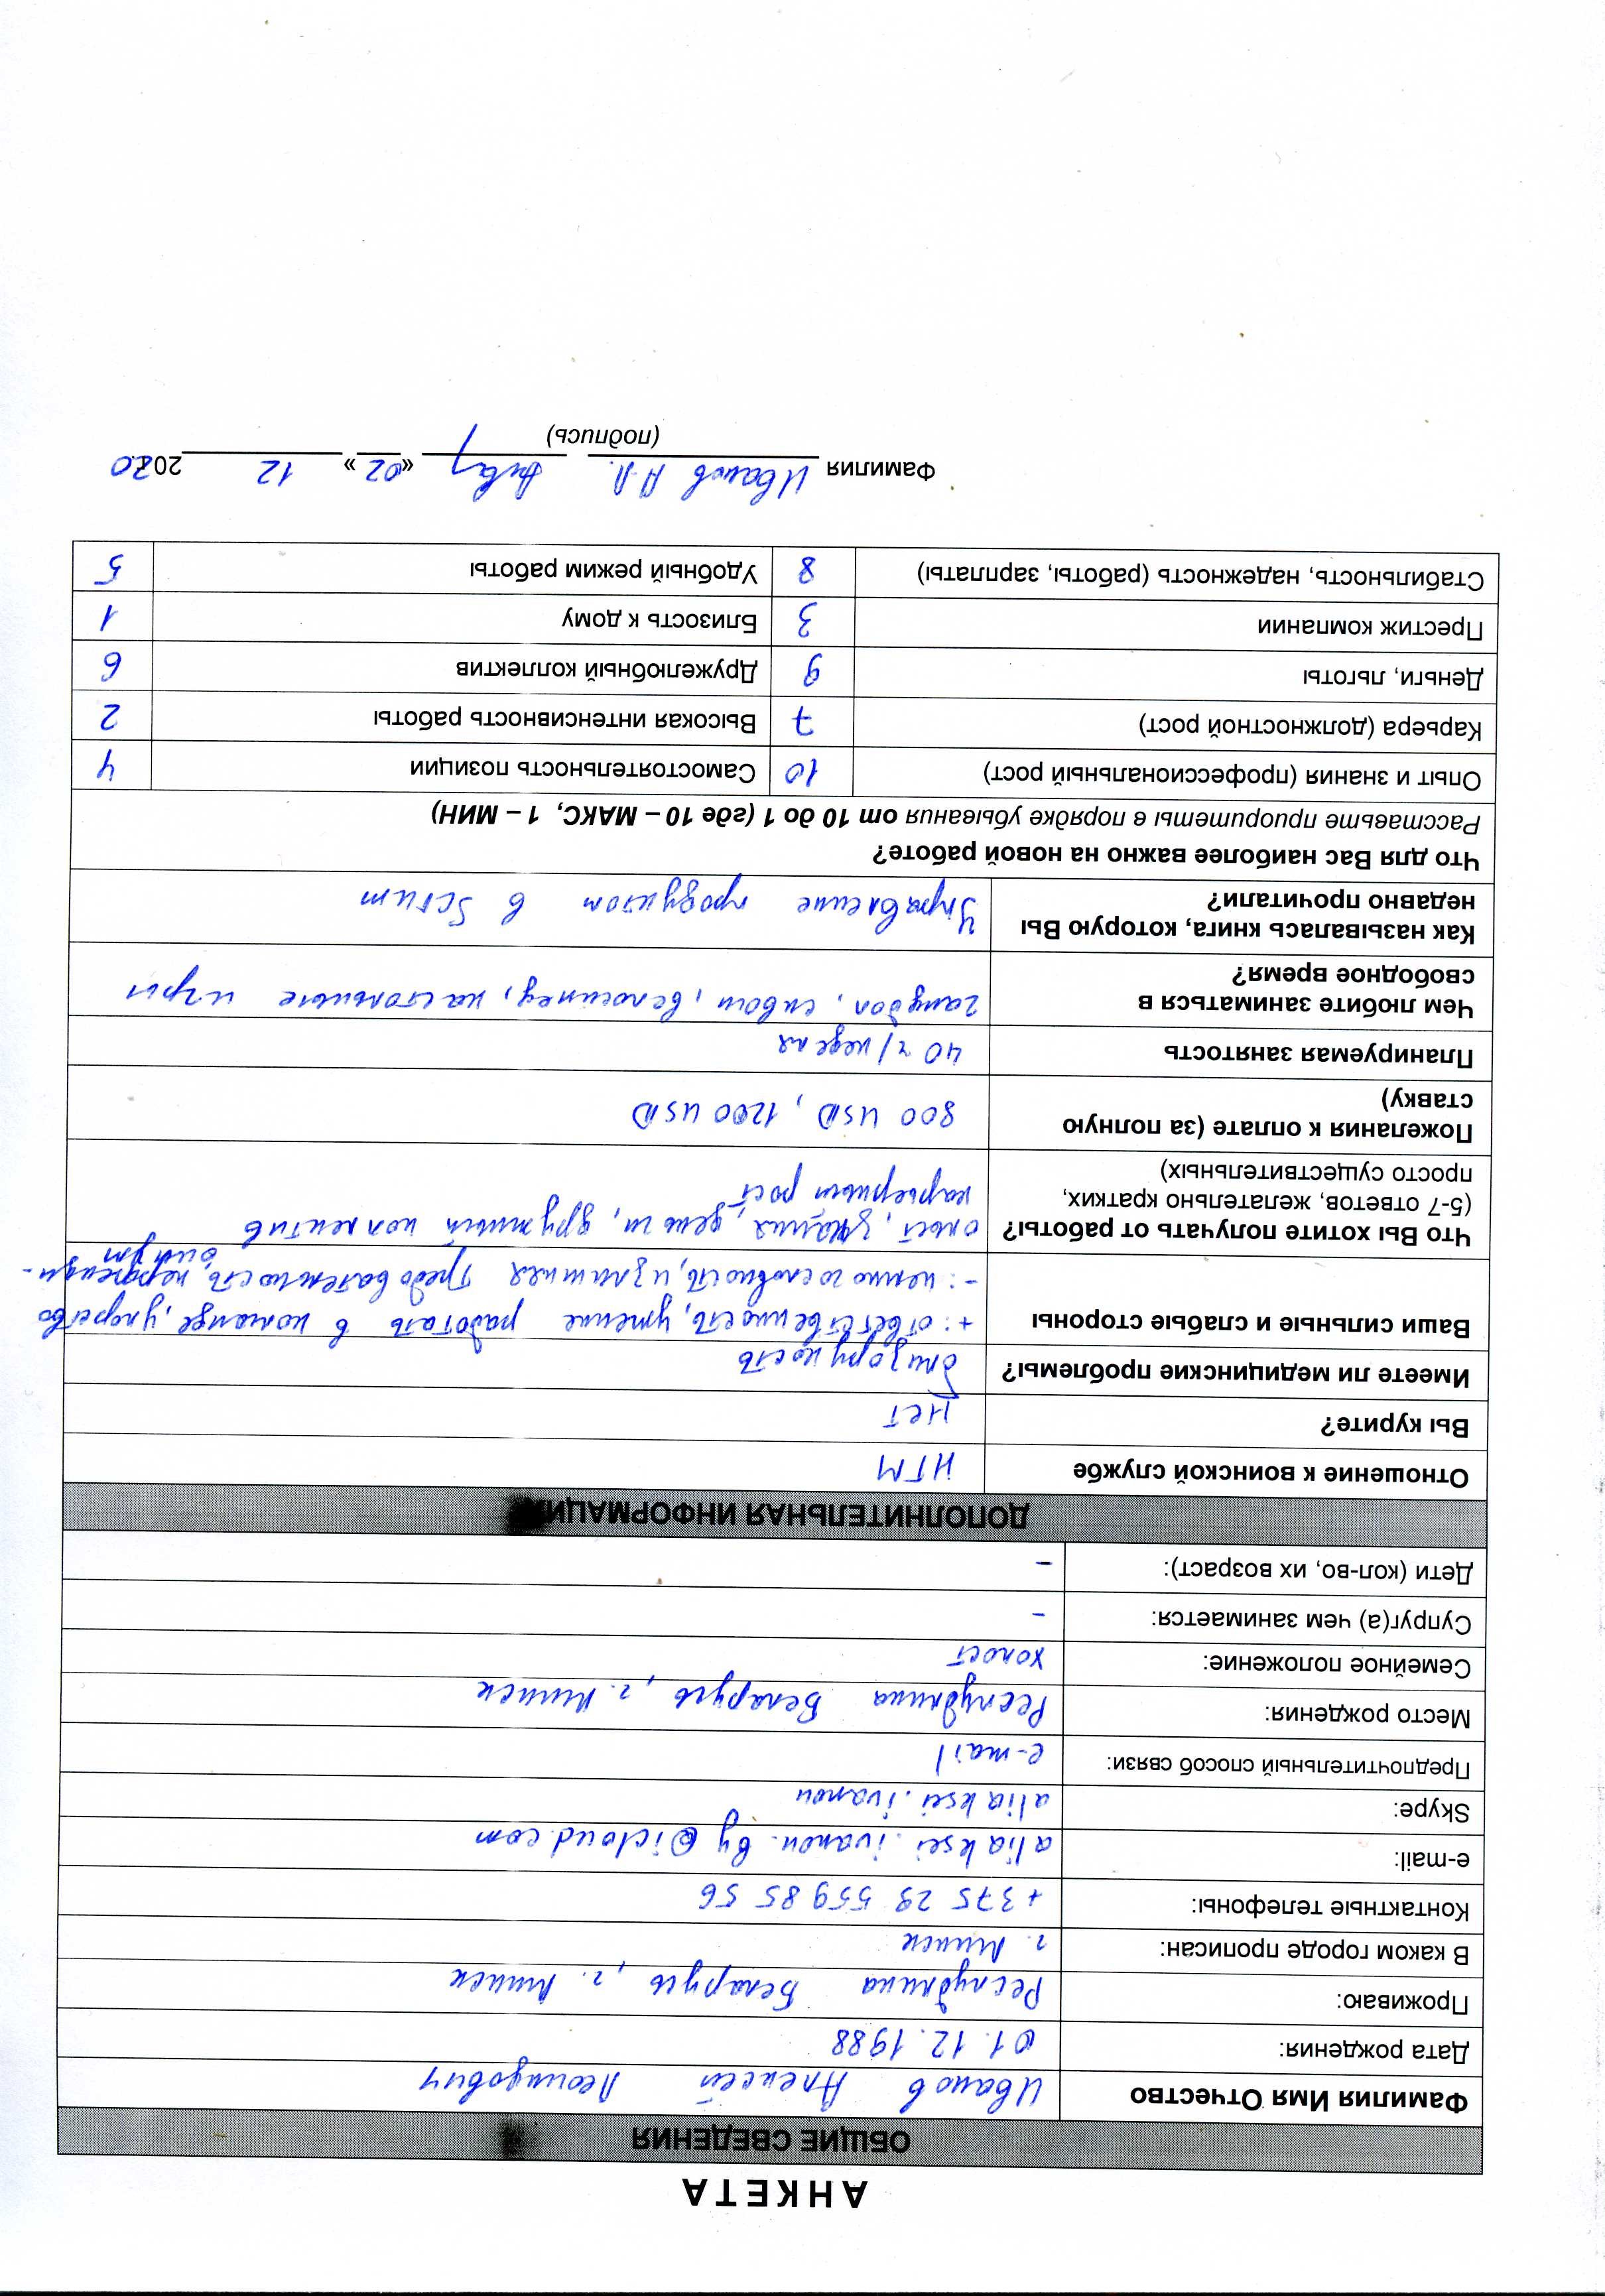 АНКЕТА
ОБЩИЕ СВЕДЕНИЯ
Фамилия Имя Отчество Иванов Алексей Леонидович
Дата рождения: 01.12.1988
Проживаю: Республика Беларусь, г. Минск
В каком городе прописан: г. Минск
Контактные телефоны: +375 29 559 85 56
e-mail: aliaksei.ivanou.by@icloud.com
Skype: aliaksei.ivanou
Предпочтительный способ связи: e-mail
Место рождения: Республика Беларусь, г. Минск
Семейное положение: холост
Супруг(а) чем занимается: -
Дети (кол-во, их возраст): -
ДОПОЛНИТЕЛЬНАЯ ИНФОРМАЦИЯ
Отношение к воинской службе НГМ
Вы курите? нет
Имеете ли медицинские проблемы? близорукость
Ваши сильные и слабые стороны +: ответственность, умение работать в команде, упорство
-: немногословность, излишняя требовательность, перфекци-
онизм
Что Вы хотите получать от работы? опыт, знания, деньги, дружный коллектив
(5-7 ответов, желательно кратких, карьерный рост
просто существительных)
Пожелания к оплате (за полную
ставку) 800 USD, 1200 USD
Планируемая занятость 40 ч/неделя
Чем любите заниматься в гандбол, сквош, велосипед, настольные игры
свободное время?
Как называлась книга, которую Вы
недавно прочитали? Управление продуктом в Scrum
Что для Вас наиболее важно на новой работе?
Расставьте приоритеты в порядке убывания от 10 до 1 (где 10 – МАКС, 1 – МИН)
Опыт и знания (профессиональный рост) 10 Самостоятельность позиции 4
Карьера (должностной рост) 7 Высокая интенсивность работы 2
Деньги, льготы 9 Дружелюбный коллектив 6
Престиж компании 3 Близость к дому 1
Стабильность, надежность (работы, зарплаты) 8 Удобный режим работы 5
Фамилия Иванов А.Л. «02» 12 2020
(подпись)